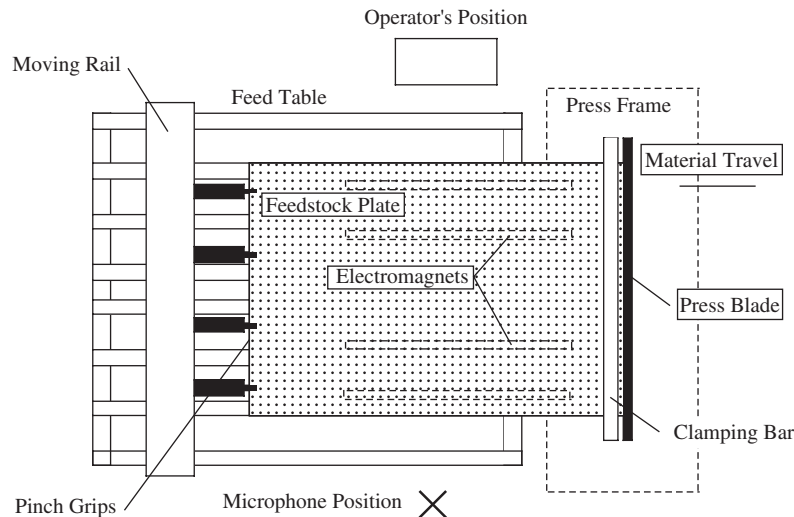 Operator's Position
Moving Rail
Feed Table
Press Frame
Material Travel
Feedstock Plate
Electromagnets
Press Blade
Clamping Bar
Pinch Grips
Microphone Position